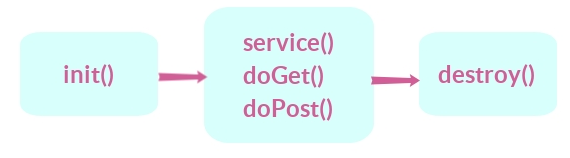 init()
service()
doGet()
doPost()
destroy()